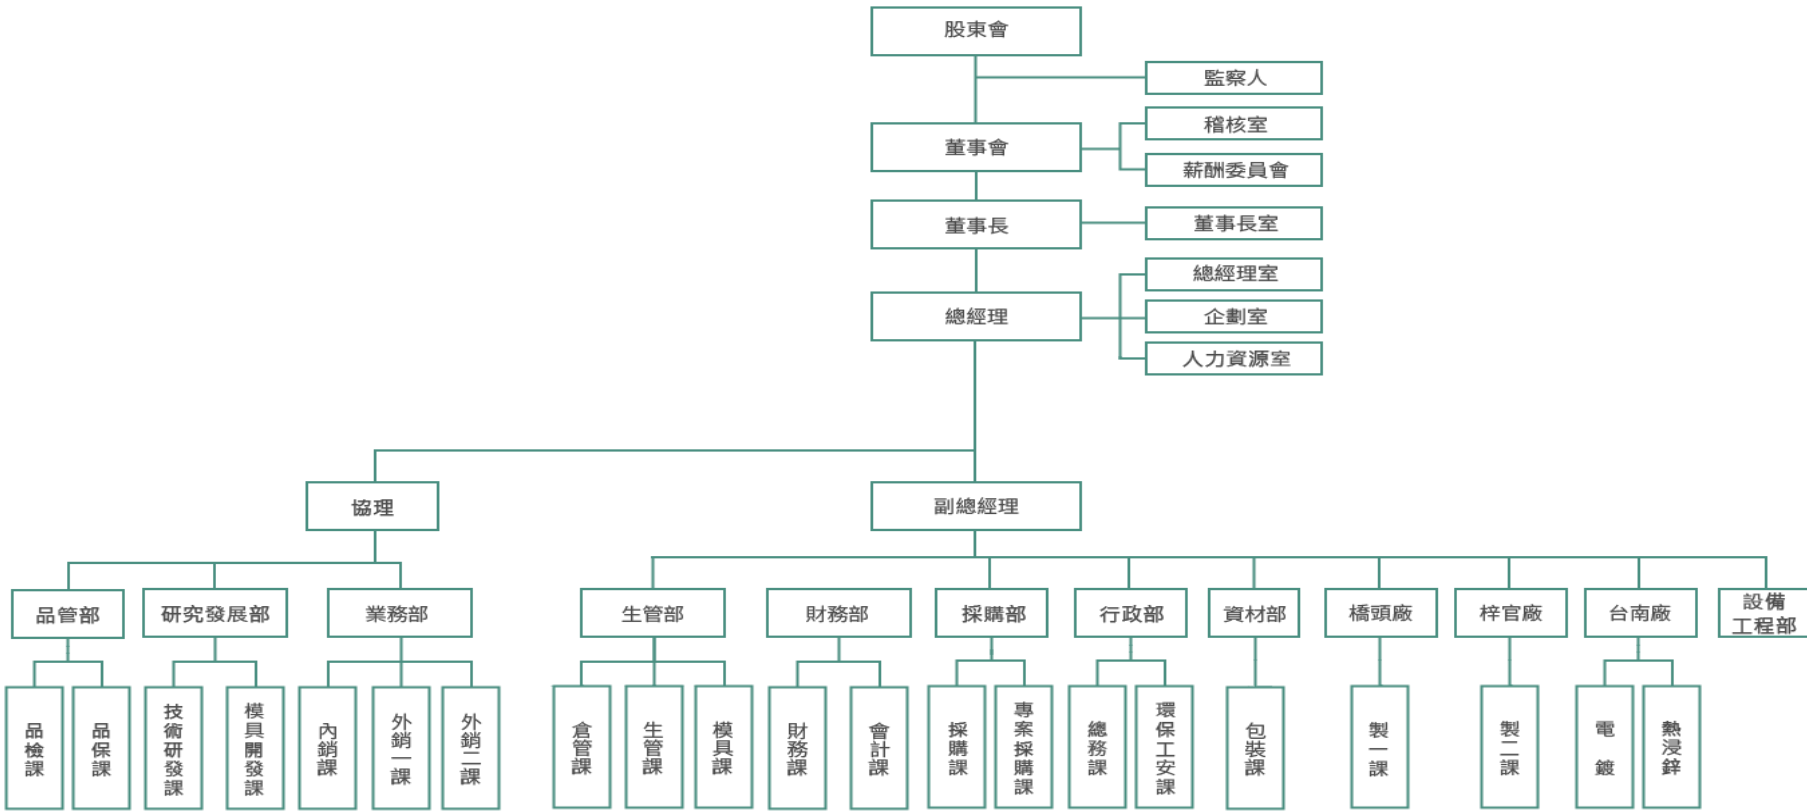 股東會
監察人
董事會
稽核室
薪酬委員會
董事長
董事長室
總經理
總經理室
企劃室
人力資源室
協理
副總經理
品管部
研究發展部
業務部
生管部
財務部
採購部
行政部
資材部
橋頭廠
梓官廠
台南廠
設備
工程部
品檢課
品保課
技術研發課
模具開發課
內銷課
外銷一課
外銷二課
倉管課
生管課
模具課
財務課
會計課
採購課
專案採購課
總務課
環保工安課
包裝課
製一課
製二課
電鍍
熱浸鋅